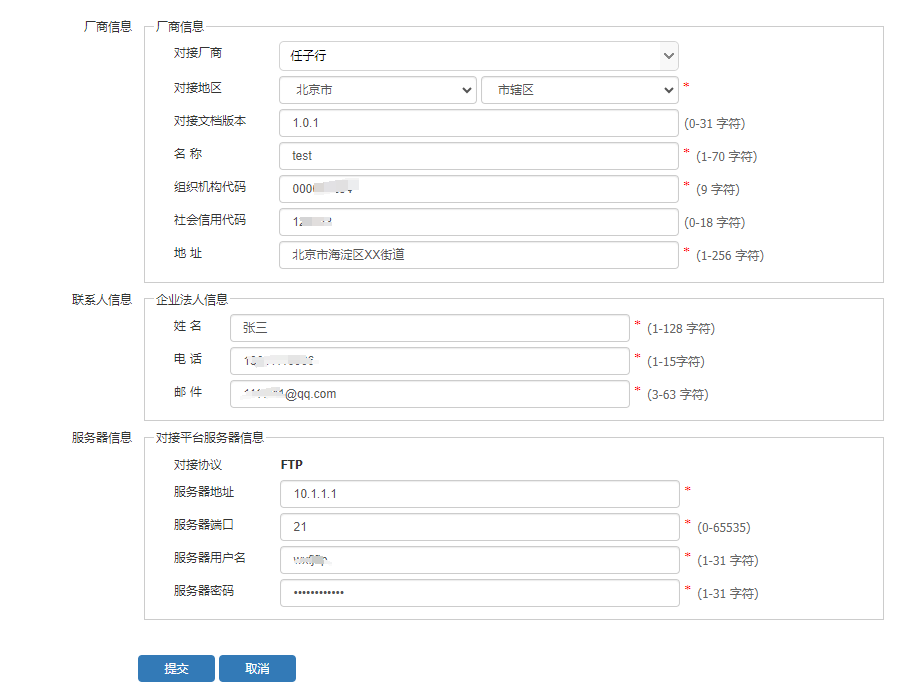 厂商信息 厂商信息
对接厂商 任子行
对接地区 北京市 市辖区 *
对接文档版本 1.0.1 (0-31 字符)
名 称 test * (1-70 字符)
组织机构代码 * (9 字符)
社会信用代码 (0-18 字符)
地 址 北京市海淀区XX街道 * (1-256 字符)
联系人信息 企业法人信息
姓 名 张三 * (1-128 字符)
电 话 * (1-15字符)
邮 件 @qq.com * (3-63 字符)
服务器信息 对接平台服务器信息
对接协议 FTP
服务器地址 10.1.1.1 *
服务器端口 21 * (0-65535)
服务器用户名 * (1-31 字符)
服务器密码 •••••••••••• * (1-31 字符)
提交 取消